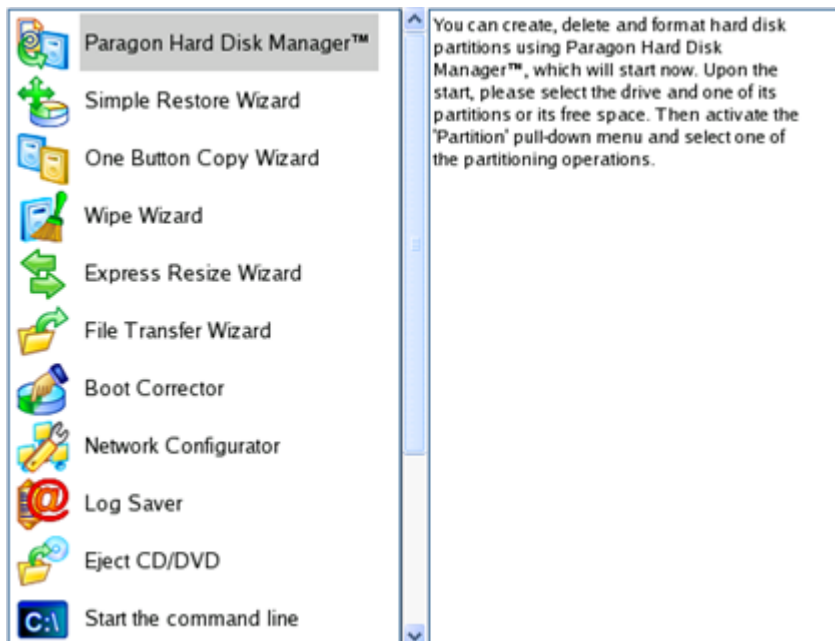 Paragon Hard Disk Manager™
Simple Restore Wizard
One Button Copy Wizard
Wipe Wizard
Express Resize Wizard
File Transfer Wizard
Boot Corrector
Network Configurator
Log Saver
Eject CD/DVD
C:\ Start the command line
You can create, delete and format hard disk
partitions using Paragon Hard Disk
Manager™, which will start now. Upon the
start, please select the drive and one of its
partitions or its free space. Then activate the
'Partition' pull-down menu and select one of
the partitioning operations.